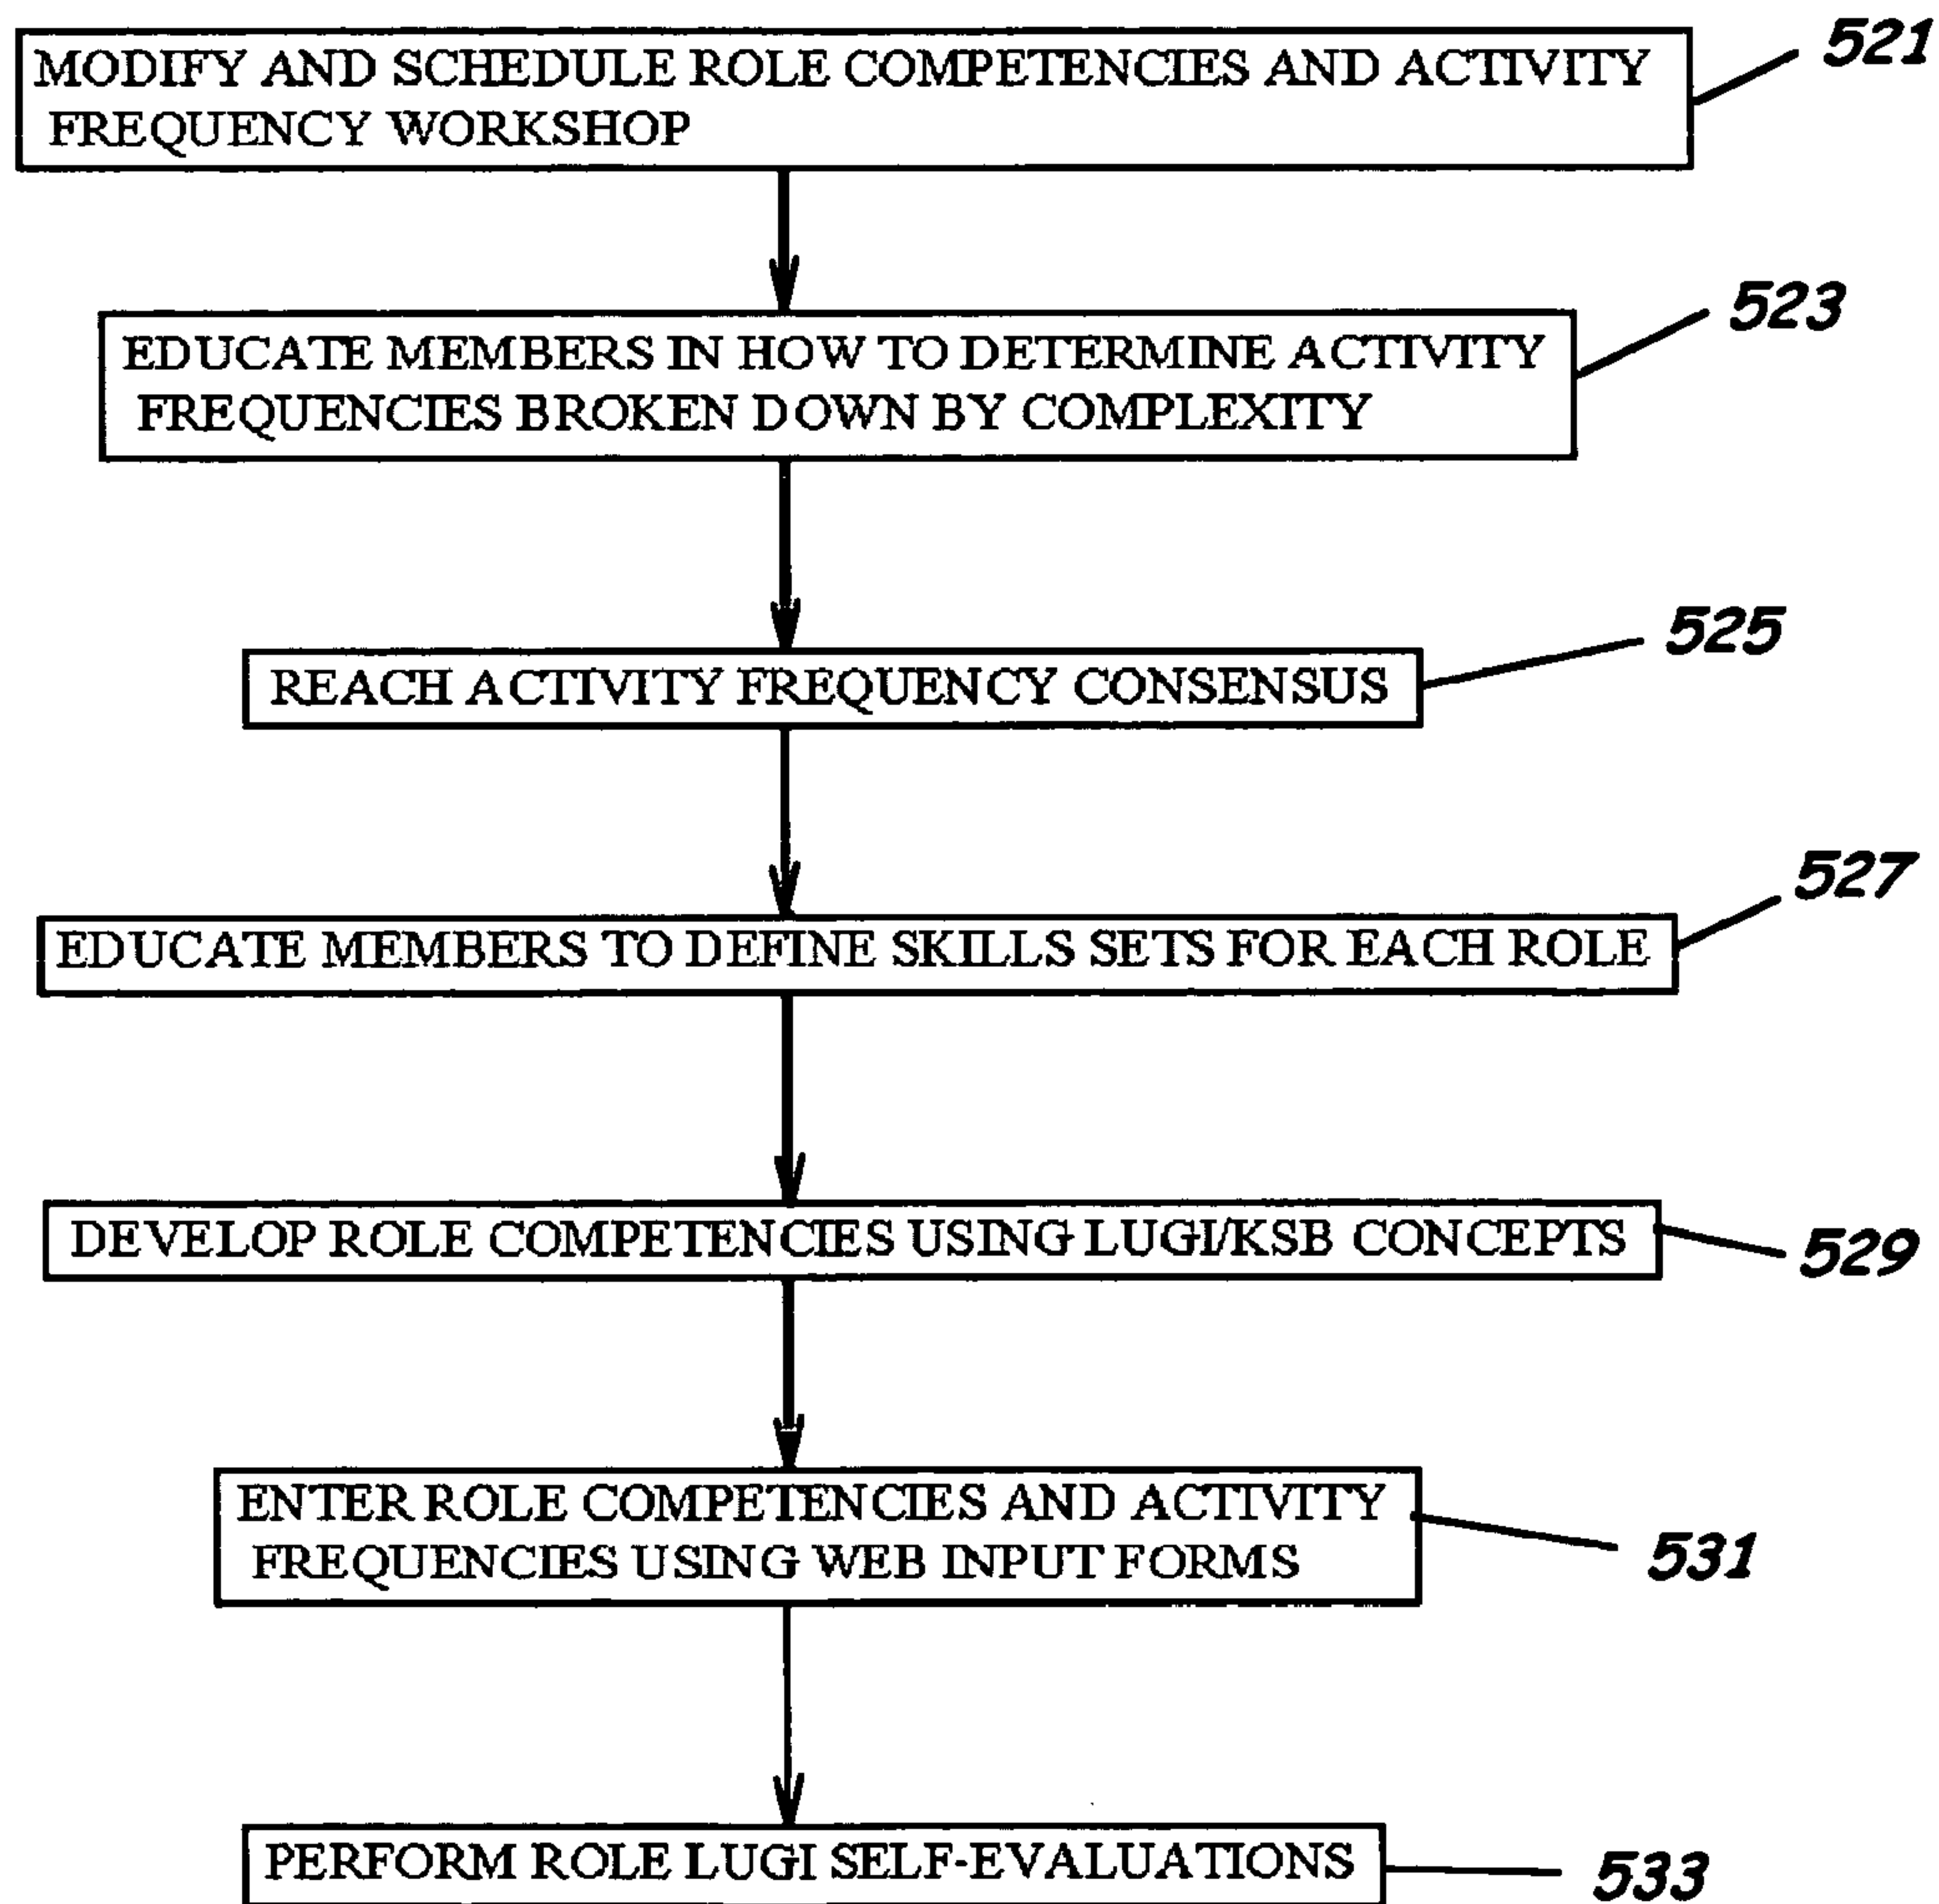 MODIFY AND SCHEDULE ROLE COMPETENCIES AND ACTIVITY
FREQUENCY WORKSHOP
521
EDUCATE MEMBERS IN HOW TO DETERMINE ACTIVITY
FREQUENCIES BROKEN DOWN BY COMPLEXITY
523
REACH ACTIVITY FREQUENCY CONSENSUS
525
EDUCATE MEMBERS TO DEFINE SKILLS SETS FOR EACH ROLE
527
DEVELOP ROLE COMPETENCIES USING LUGI/KSB CONCEPTS
529
ENTER ROLE COMPETENCIES AND ACTIVITY
FREQUENCIES USING WEB INPUT FORMS
531
PERFORM ROLE LUGI SELF-EVALUATIONS
533